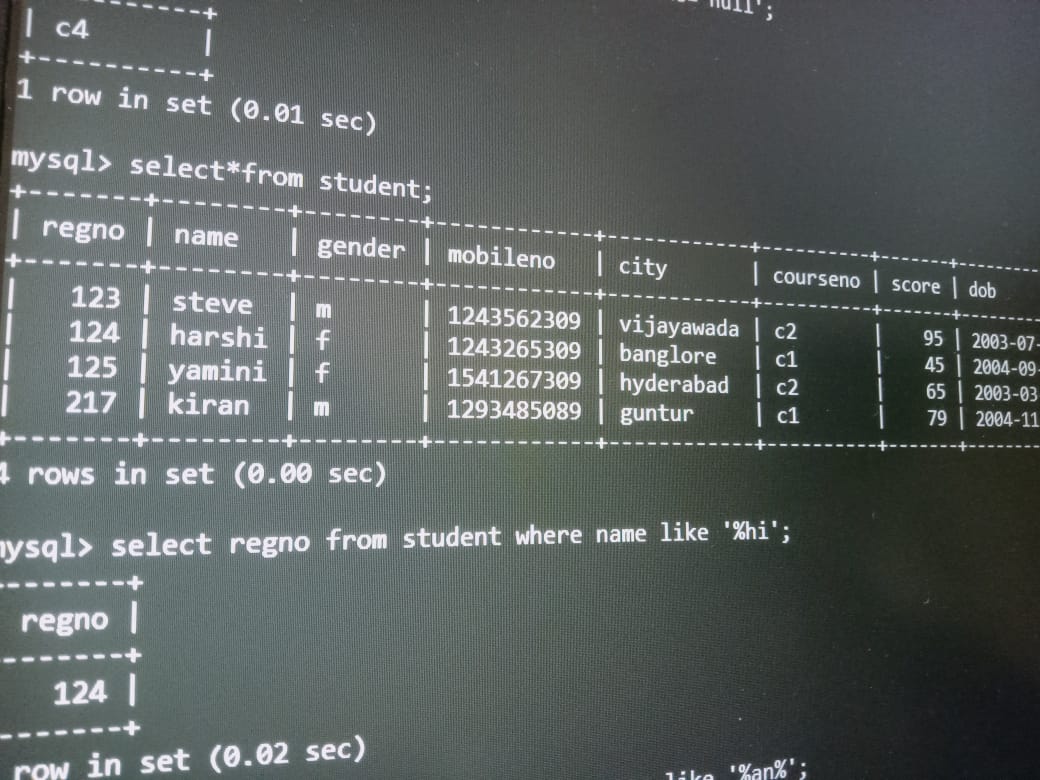 null';
| c4 |
+----------+
1 row in set (0.01 sec)
mysql> select*from student;
+-------+--------+--------+------------+------------+----------+-------+--------
| regno | name | gender | mobileno | city | courseno | score | dob
+-------+--------+--------+------------+------------+----------+-------+--------
| 123 | steve | m | 1243562309 | vijayawada | c2 | 95 | 2003-07-
| 124 | harshi | f | 1243265309 | banglore | c1 | 45 | 2004-09-
| 125 | yamini | f | 1541267309 | hyderabad | c2 | 65 | 2003-03
| 217 | kiran | m | 1293485089 | guntur | c1 | 79 | 2004-11
+-------+--------+--------+------------+------------+----------+-------+--------
4 rows in set (0.00 sec)
mysql> select regno from student where name like '%hi';
-------+
regno |
-------+
124 |
-------+
row in set (0.02 sec)
like '%an%';